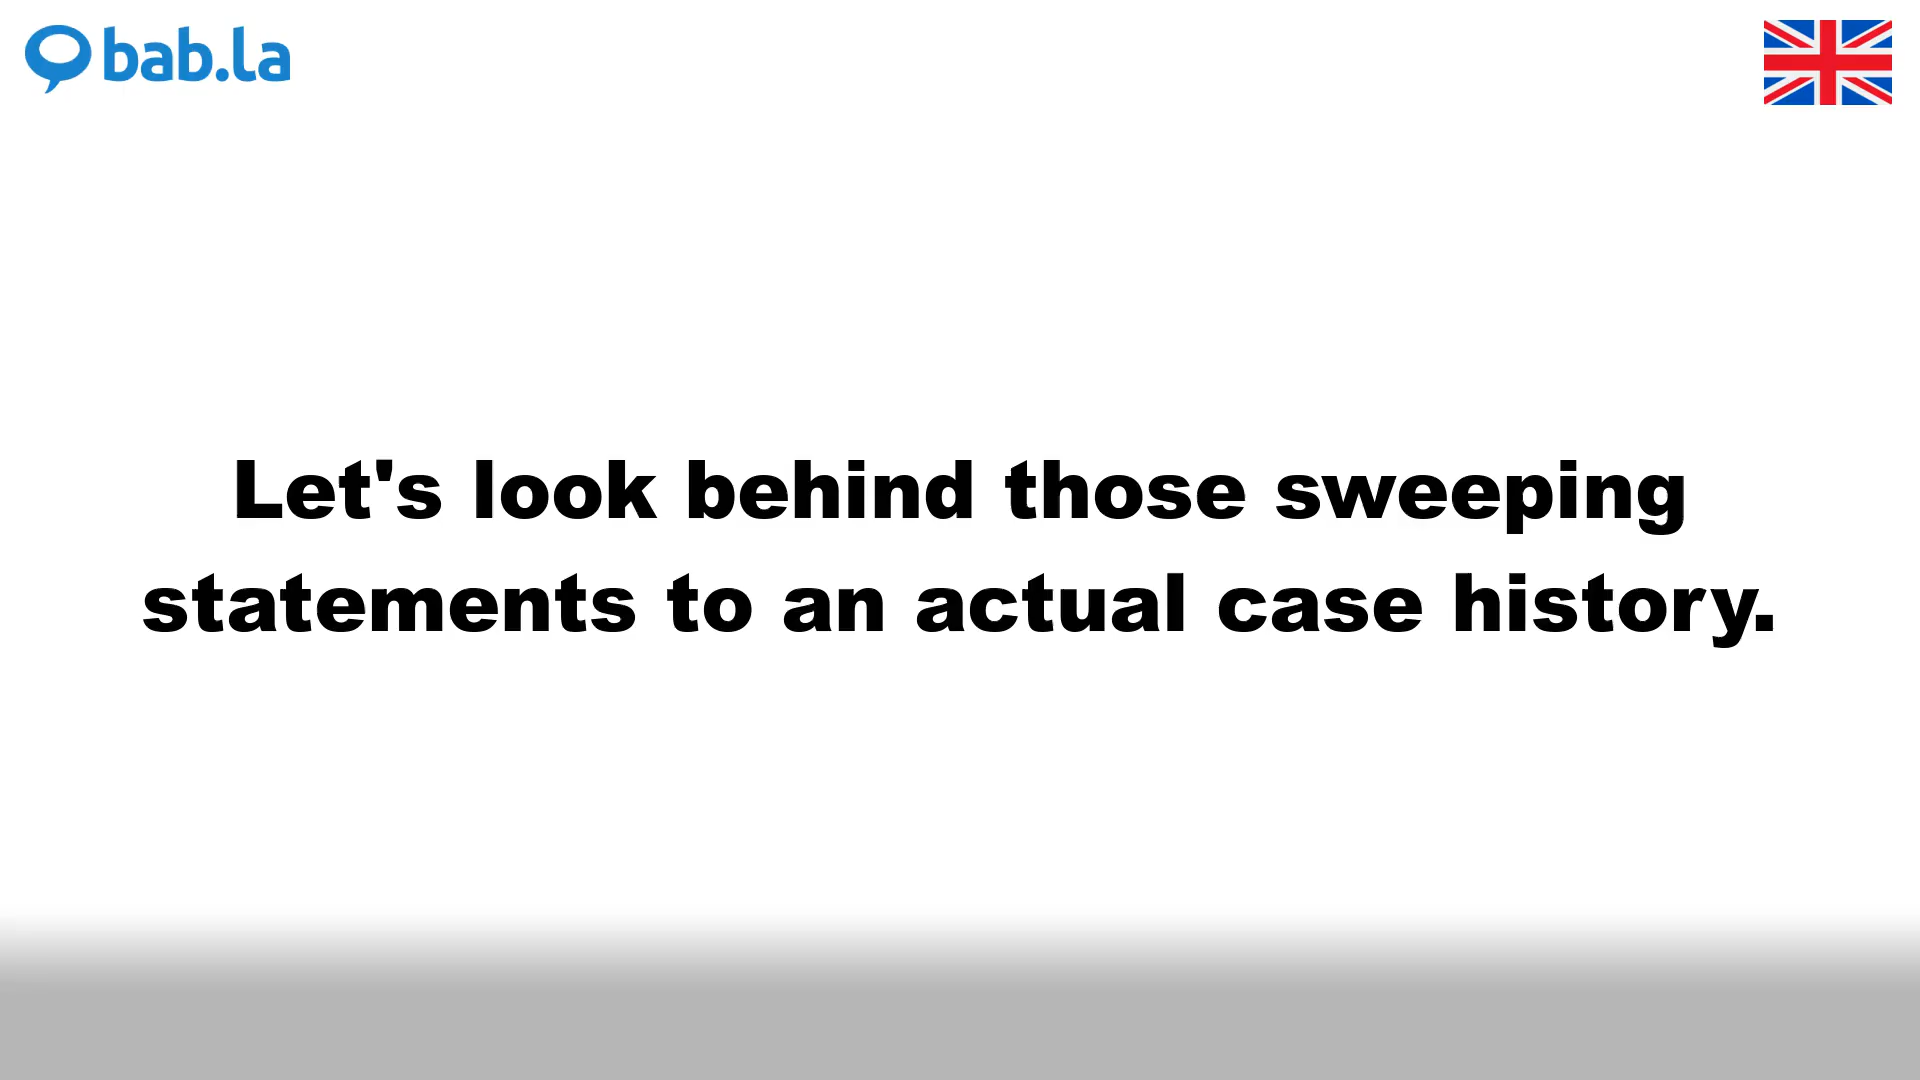 bab.la
Let's look behind those sweeping
statements to an actual case history.